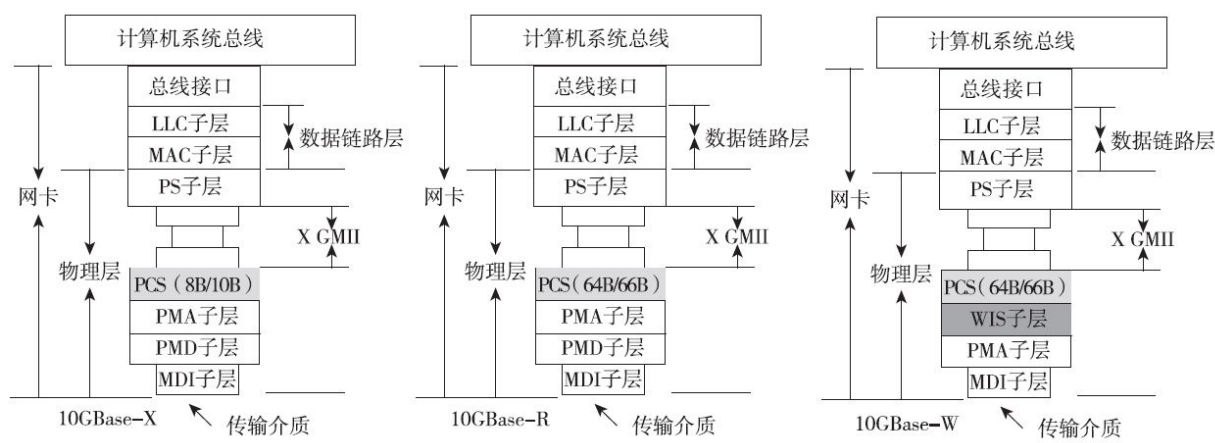 计算机系统总线
总线接口
LLC子层
数据链路层
MAC子层
PS子层
网卡
X GMII
物理层
PCS（8B/10B）
PMA子层
PMD子层
MDI子层
10GBase-X
传输介质
计算机系统总线
总线接口
LLC子层
数据链路层
MAC子层
PS子层
网卡
X GMII
物理层
PCS（64B/66B）
PMA子层
PMD子层
MDI子层
10GBase-R
传输介质
计算机系统总线
总线接口
LLC子层
数据链路层
MAC子层
PS子层
网卡
X GMII
物理层
PCS（64B/66B）
WIS子层
PMA子层
MDI子层
10GBase-W
传输介质